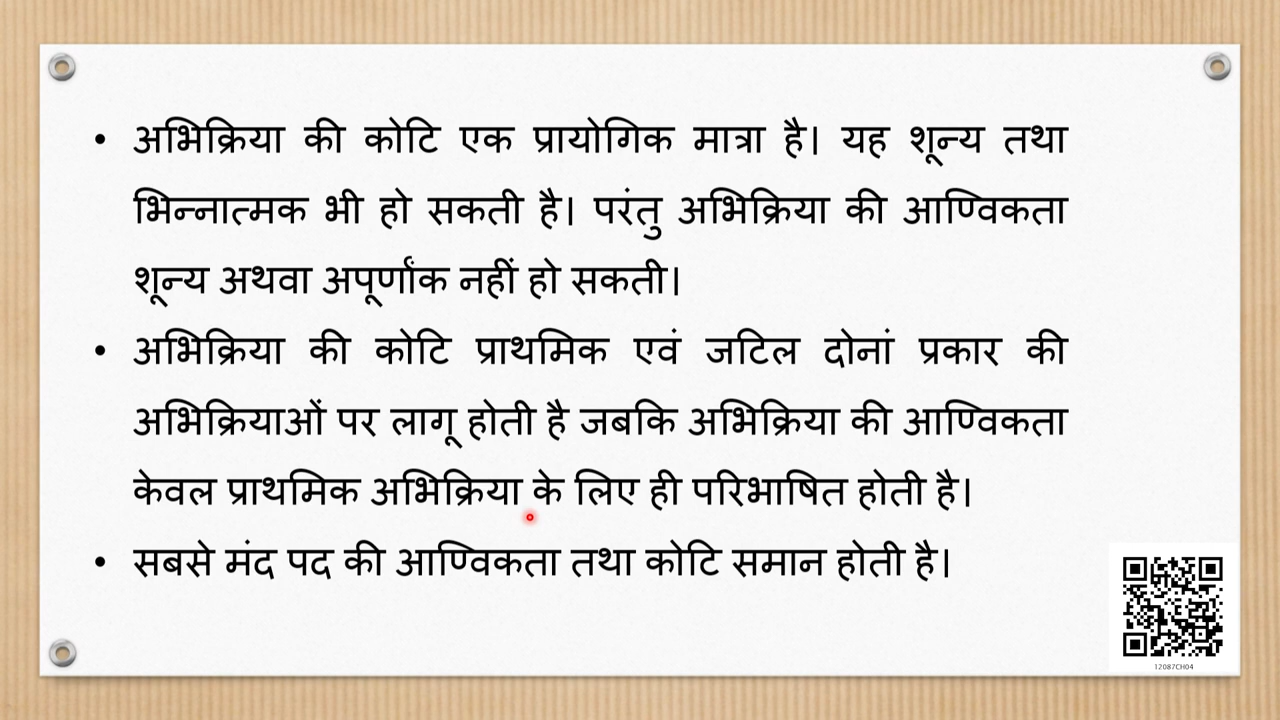 • अभिक्रिया की कोटि एक प्रायोगिक मात्रा है। यह शून्य तथा
भिन्नात्मक भी हो सकती है। परंतु अभिक्रिया की आण्विकता
शून्य अथवा अपूर्णांक नहीं हो सकती।
• अभिक्रिया की कोटि प्राथमिक एवं जटिल दोनां प्रकार की
अभिक्रियाओं पर लागू होती है जबकि अभिक्रिया की आण्विकता
केवल प्राथमिक अभिक्रिया के लिए ही परिभाषित होती है।
• सबसे मंद पद की आण्विकता तथा कोटि समान होती है।
12087CH04